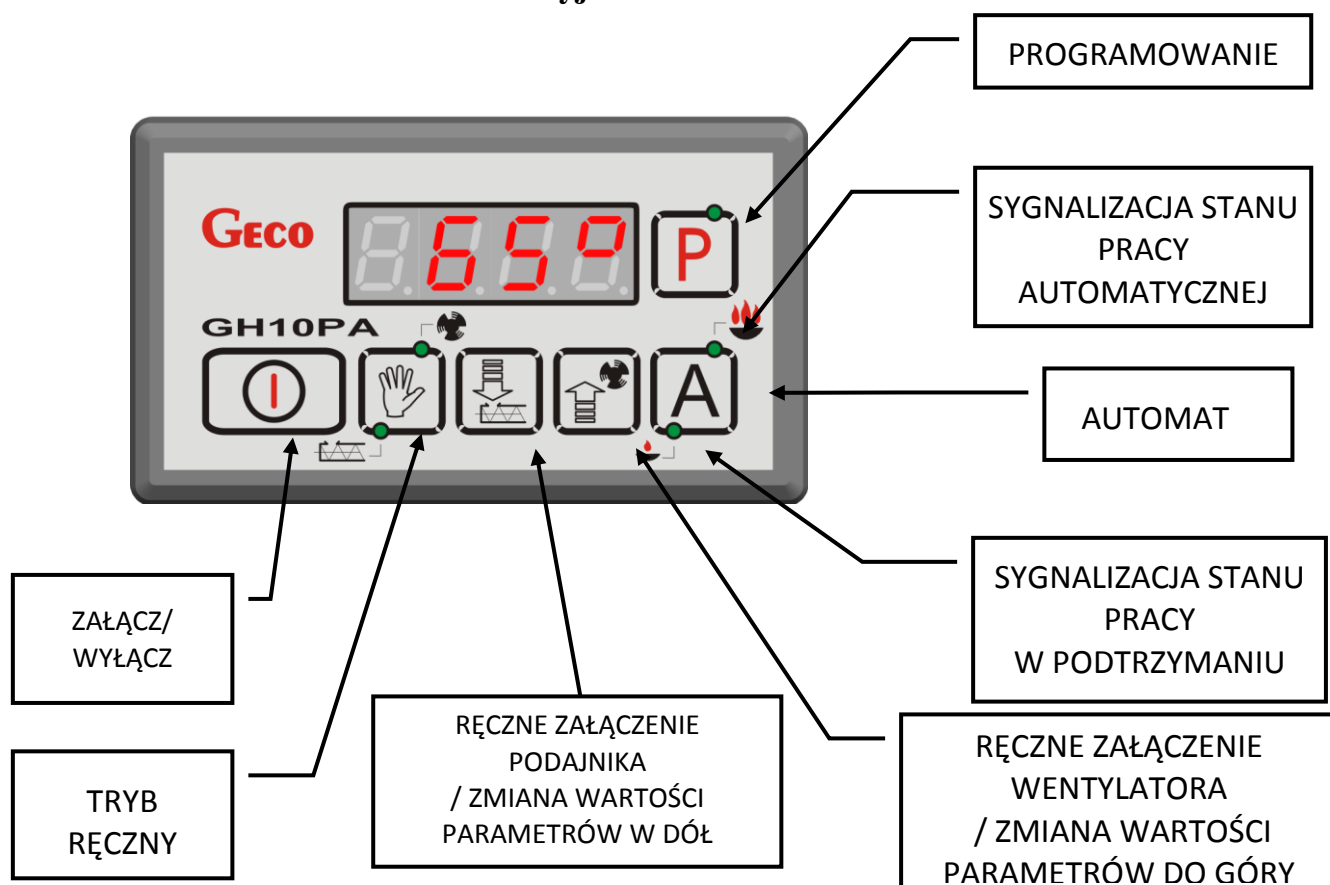 PROGRAMOWANIE
SYGNALIZACJA STANU
PRACY
AUTOMATYCZNEJ
GECO
65°
P
GH10PA
A
AUTOMAT
ZAŁĄCZ/
WYŁĄCZ
SYGNALIZACJA STANU
PRACY
W PODTRZYMANIU
TRYB
RĘCZNY
RĘCZNE ZAŁĄCZENIE
PODAJNIKA
/ ZMIANA WARTOŚCI
PARAMETRÓW W DÓŁ
RĘCZNE ZAŁĄCZENIE
WENTYLATORA
/ ZMIANA WARTOŚCI
PARAMETRÓW DO GÓRY